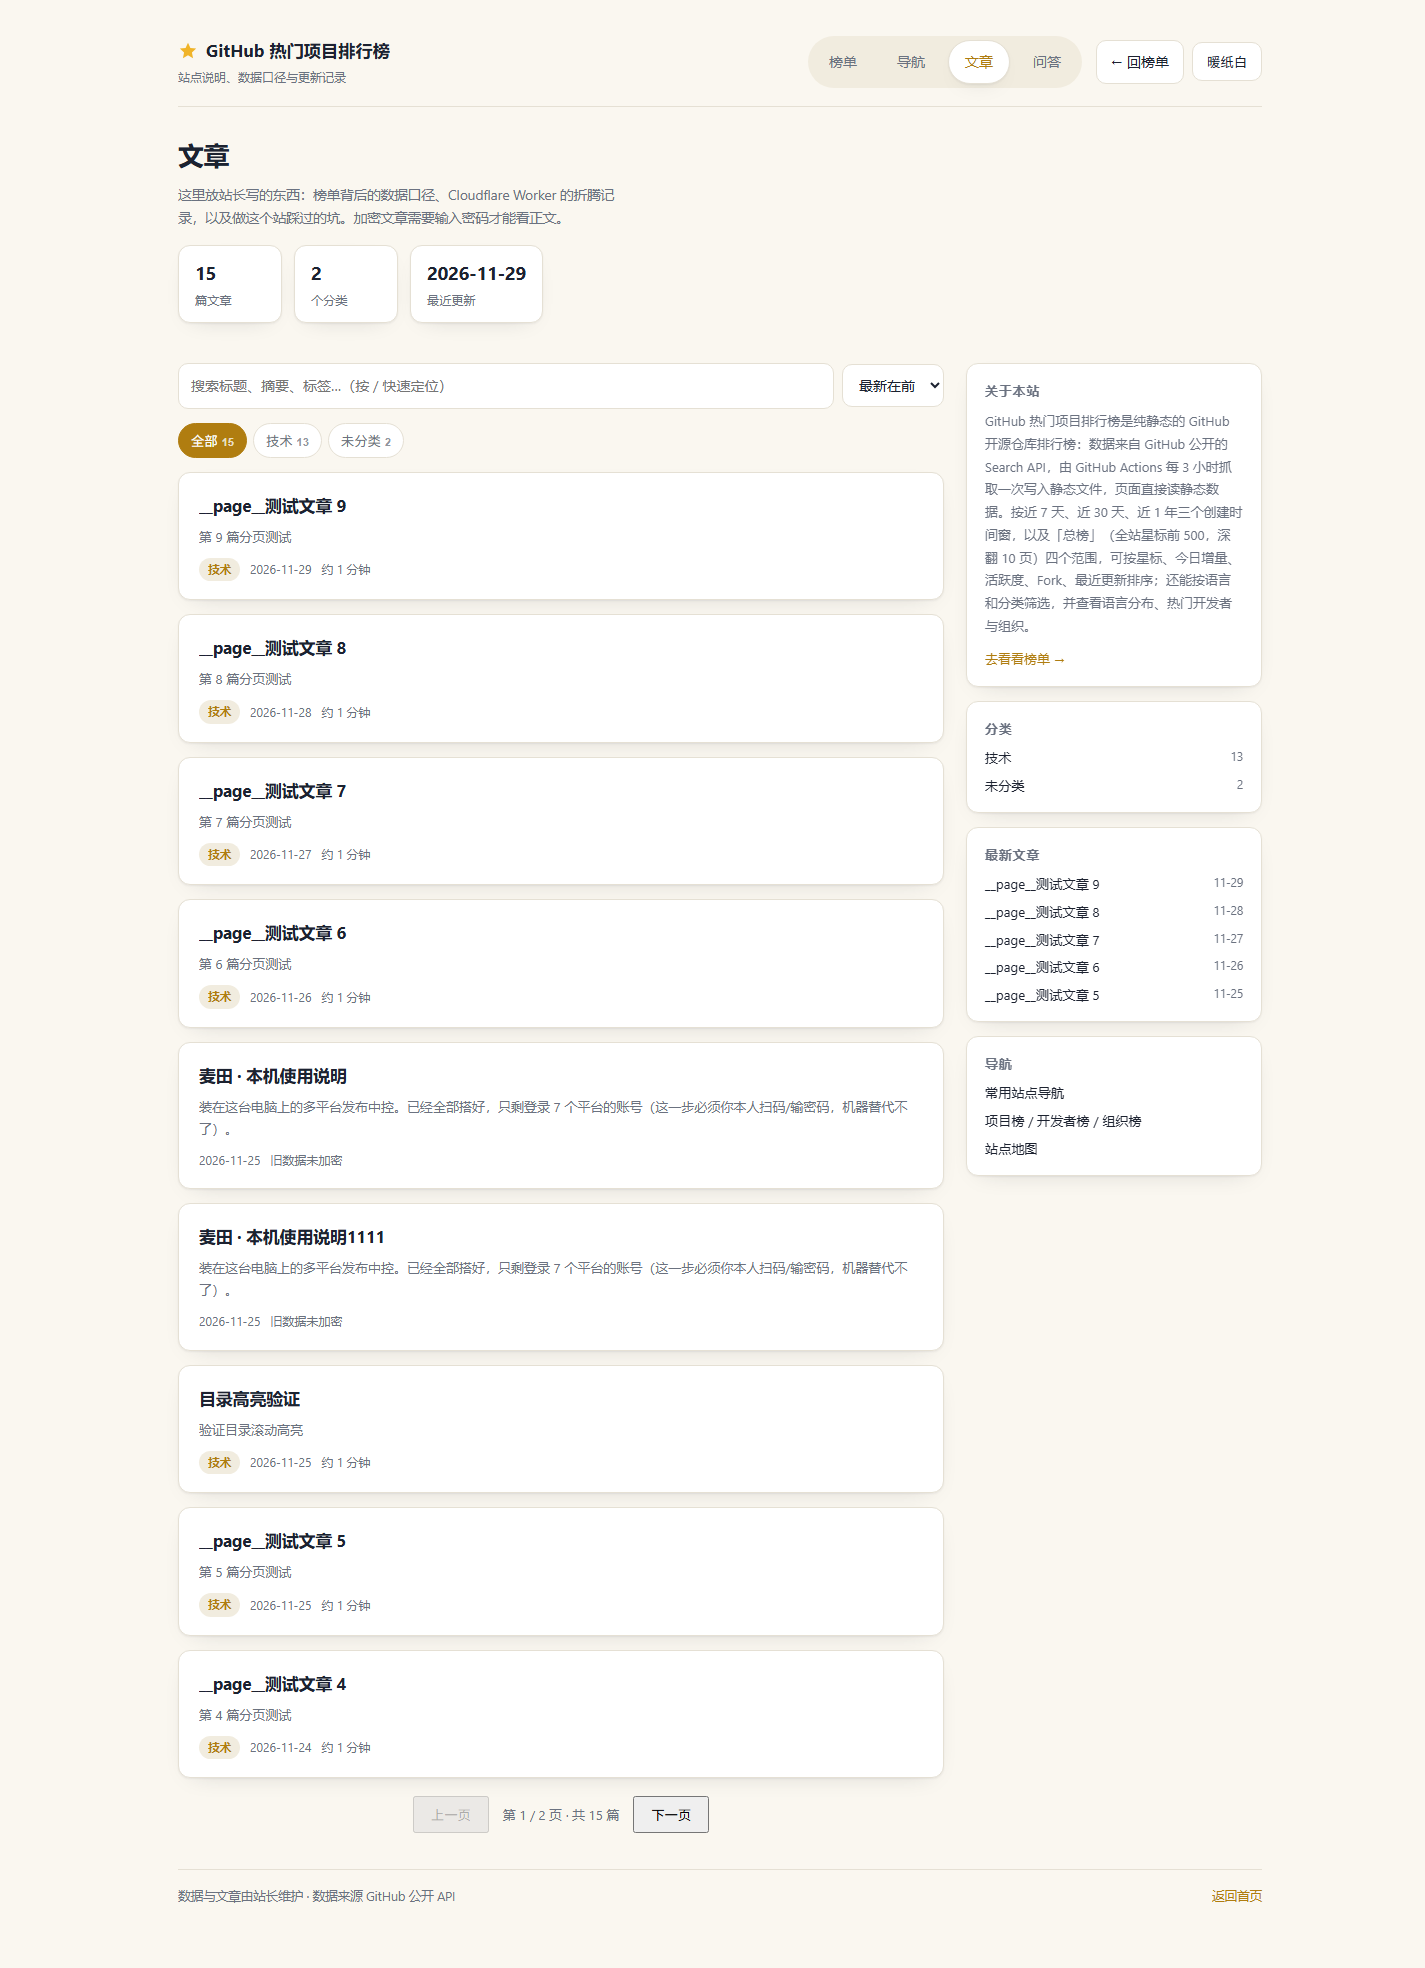 GitHub 热门项目排行榜
站点说明、数据口径与更新记录
榜单
导航
文章
问答
← 回榜单
暖纸白
文章
这里放站长写的东西：榜单背后的数据口径、Cloudflare Worker 的折腾记
录，以及做这个站踩过的坑。加密文章需要输入密码才能看正文。
15
篇文章
2
个分类
2026-11-29
最近更新
搜索标题、摘要、标签...（按 / 快速定位）
最新在前
全部 15
技术 13
未分类 2
__page__测试文章 9
第 9 篇分页测试
技术 2026-11-29 约 1 分钟
__page__测试文章 8
第 8 篇分页测试
技术 2026-11-28 约 1 分钟
__page__测试文章 7
第 7 篇分页测试
技术 2026-11-27 约 1 分钟
__page__测试文章 6
第 6 篇分页测试
技术 2026-11-26 约 1 分钟
麦田 · 本机使用说明
装在这台电脑上的多平台发布中控。已经全部搭好，只剩登录 7 个平台的账号（这一步必须你本人扫码/输密码，机器替代不
了）。
2026-11-25 旧数据未加密
麦田 · 本机使用说明1111
装在这台电脑上的多平台发布中控。已经全部搭好，只剩登录 7 个平台的账号（这一步必须你本人扫码/输密码，机器替代不
了）。
2026-11-25 旧数据未加密
目录高亮验证
验证目录滚动高亮
技术 2026-11-25 约 1 分钟
__page__测试文章 5
第 5 篇分页测试
技术 2026-11-25 约 1 分钟
__page__测试文章 4
第 4 篇分页测试
技术 2026-11-24 约 1 分钟
上一页
第 1 / 2 页 · 共 15 篇
下一页
关于本站
GitHub 热门项目排行榜是纯静态的 GitHub
开源仓库排行榜：数据来自 GitHub 公开的
Search API，由 GitHub Actions 每 3 小时抓
取一次写入静态文件，页面直接读静态数
据。按近 7 天、近 30 天、近 1 年三个创建时
间窗，以及「总榜」（全站星标前 500，深
翻 10 页）四个范围，可按星标、今日增量、
活跃度、Fork、最近更新排序；还能按语言
和分类筛选，并查看语言分布、热门开发者
与组织。
去看看榜单 →
分类
技术 13
未分类 2
最新文章
__page__测试文章 9 11-29
__page__测试文章 8 11-28
__page__测试文章 7 11-27
__page__测试文章 6 11-26
__page__测试文章 5 11-25
导航
常用站点导航
项目榜 / 开发者榜 / 组织榜
站点地图
数据与文章由站长维护 · 数据来源 GitHub 公开 API
返回首页